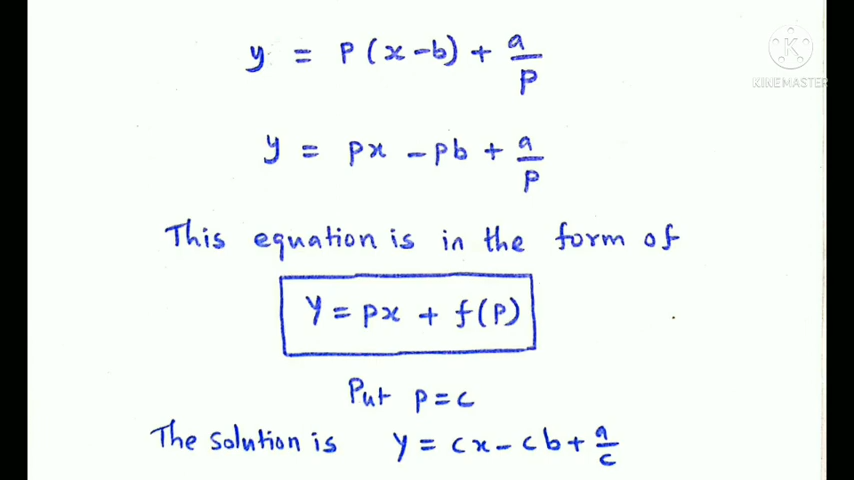 y = P(x-b) + a/P
KINEMASTER
y = px - pb + a/p
This equation is in the form of
y = px + f(p)
Put p=c
The solution is y = cx - cb + a/c